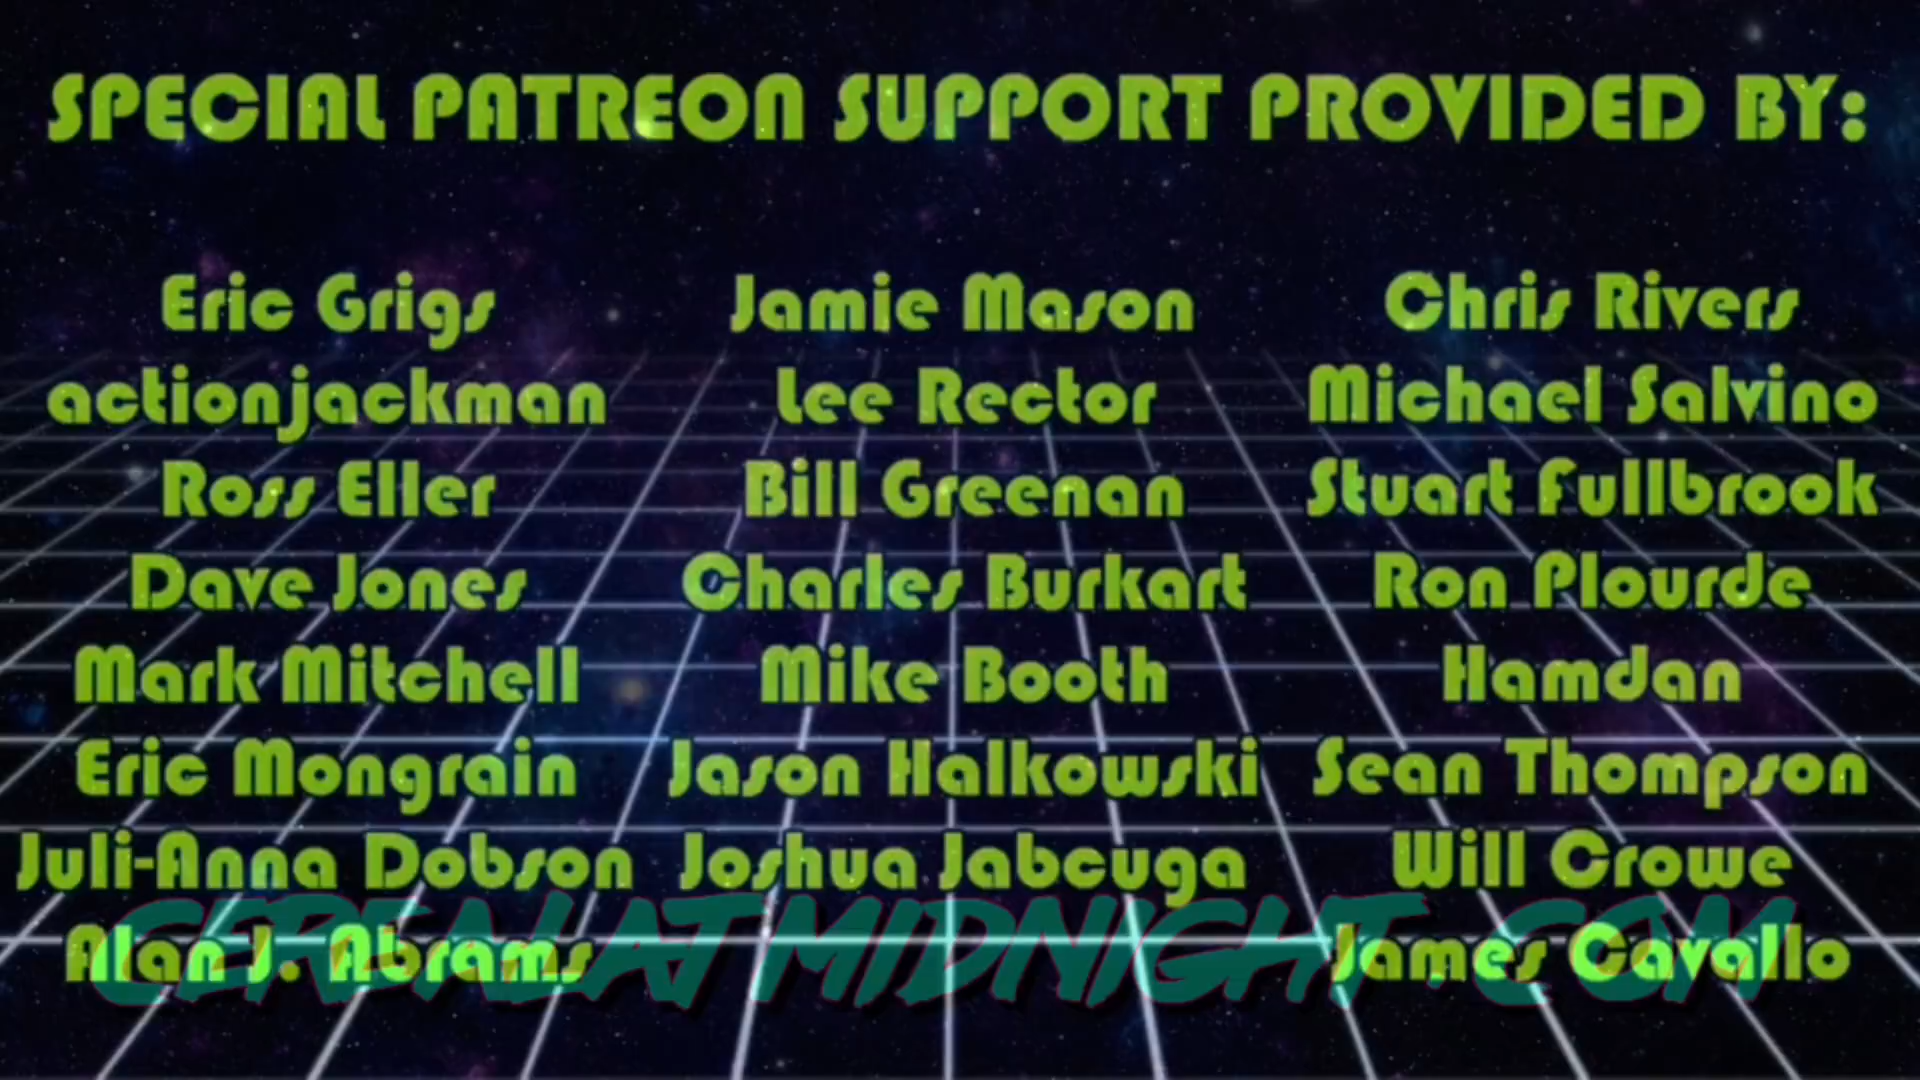 SPECIAL PATREON SUPPORT PROVIDED BY:
Eric Grigs
actionjackman
Ross Eller
Dave Jones
Mark Mitchell
Eric Mongrain
Juli-Anna Dobson
Alan J. Abrams
Jamie Mason
Lee Rector
Bill Greenan
Charles Burkart
Mike Booth
Jason Halkowski
Joshua Jabcuga
Chris Rivers
Michael Salvino
Stuart Fullbrook
Ron Plourde
Hamdan
Sean Thompson
Will Crowe
James Cavallo
CEREALATMIDNIGHT.COM